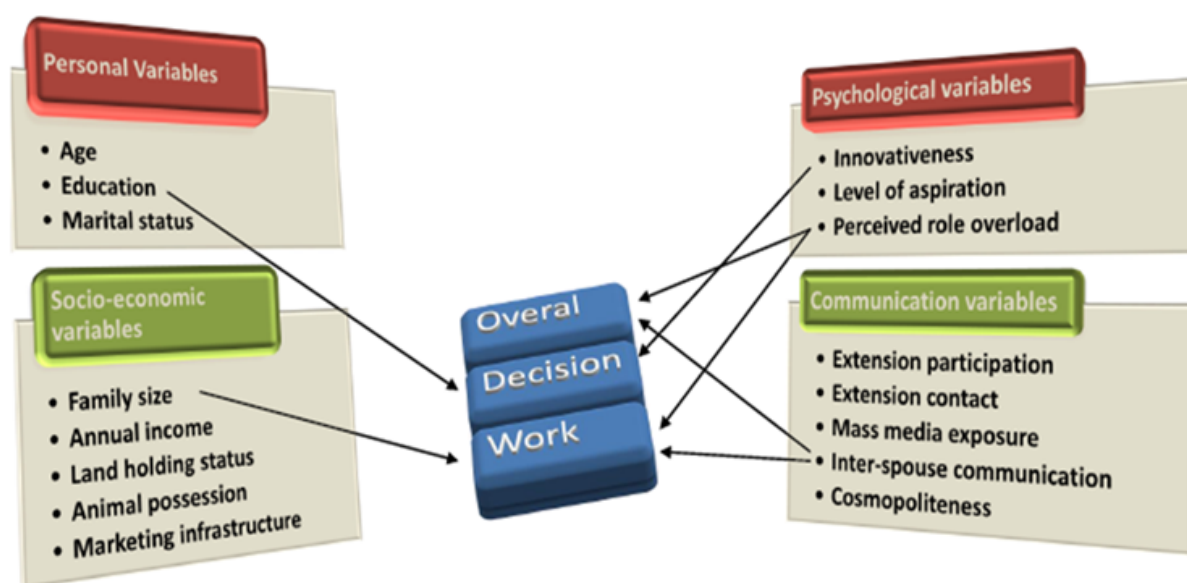 Personal Variables
• Age
• Education
• Marital status
Socio-economic
variables
• Family size
• Annual income
• Land holding status
• Animal possession
• Marketing infrastructure
Overal
Decision
Work
Psychological variables
• Innovativeness
• Level of aspiration
• Perceived role overload
Communication variables
• Extension participation
• Extension contact
• Mass media exposure
• Inter-spouse communication
• Cosmopoliteness